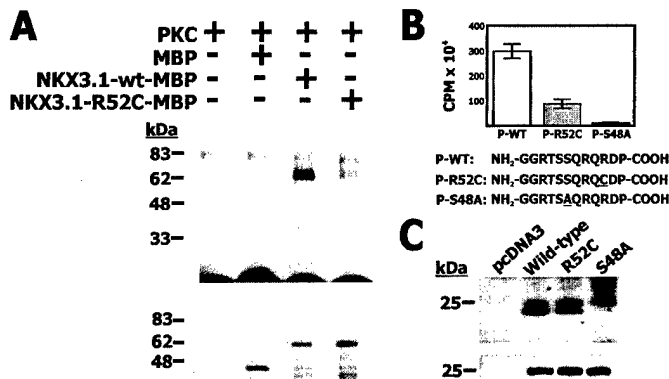 A
PKC + + + +
MBP - + - -
NKX3.1-wt-MBP - - + -
NKX3.1-R52C-MBP - - - +
kDa
83-
62-
48-
33-
83-
62-
48-
B
CPM x 10⁴
400
300
200
100
P-WT P-R52C P-S48A
P-WT: NH₂-GGRTSSQRQRDP-COOH
P-R52C: NH₂-GGRTSSQRQCDP-COOH
P-S48A: NH₂-GGRTSAQRQRDP-COOH
C
pcDNA3 Wild-type R52C S48A
kDa
25-
25-